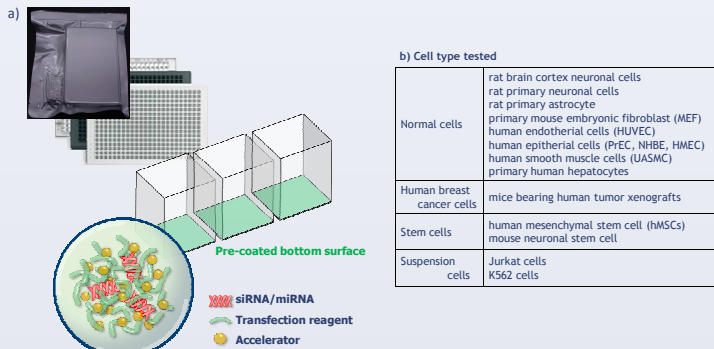 a)
Pre-coated bottom surface
siRNA/miRNA
Transfection reagent
Accelerator
b) Cell type tested
Normal cells
rat brain cortex neuronal cells
rat primary neuronal cells
rat primary astrocyte
primary mouse embryonic fibroblast (MEF)
human endotherial cells (HUVEC)
human epitherial cells (PrEC, NHBE, HMEC)
human smooth muscle cells (UASMC)
primary human hepatocytes
Human breast
cancer cells
mice bearing human tumor xenografts
Stem cells
human mesenchymal stem cell (hMSCs)
mouse neuronal stem cell
Suspension
cells
Jurkat cells
K562 cells